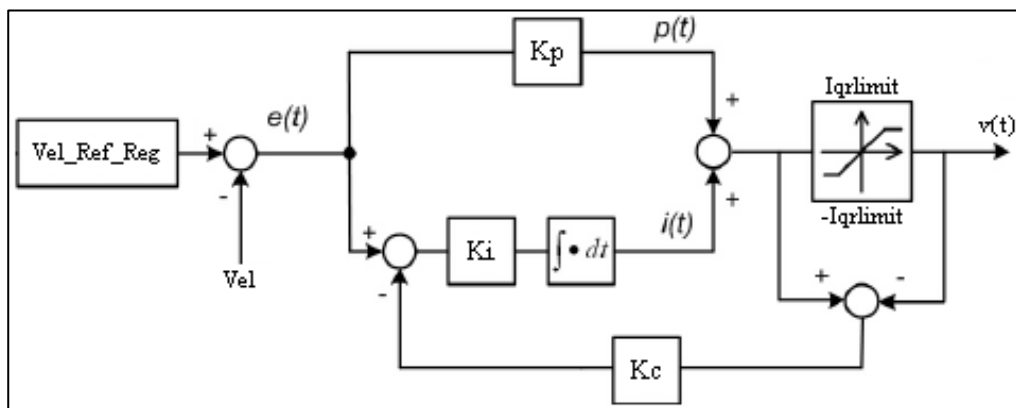 Kp
p(t)
+
Iqrlimit
v(t)
Vel_Ref_Reg
+
e(t)
-
Vel
-Iqrlimit
+
i(t)
+
-
Ki
∫• dt
+
-
Kc